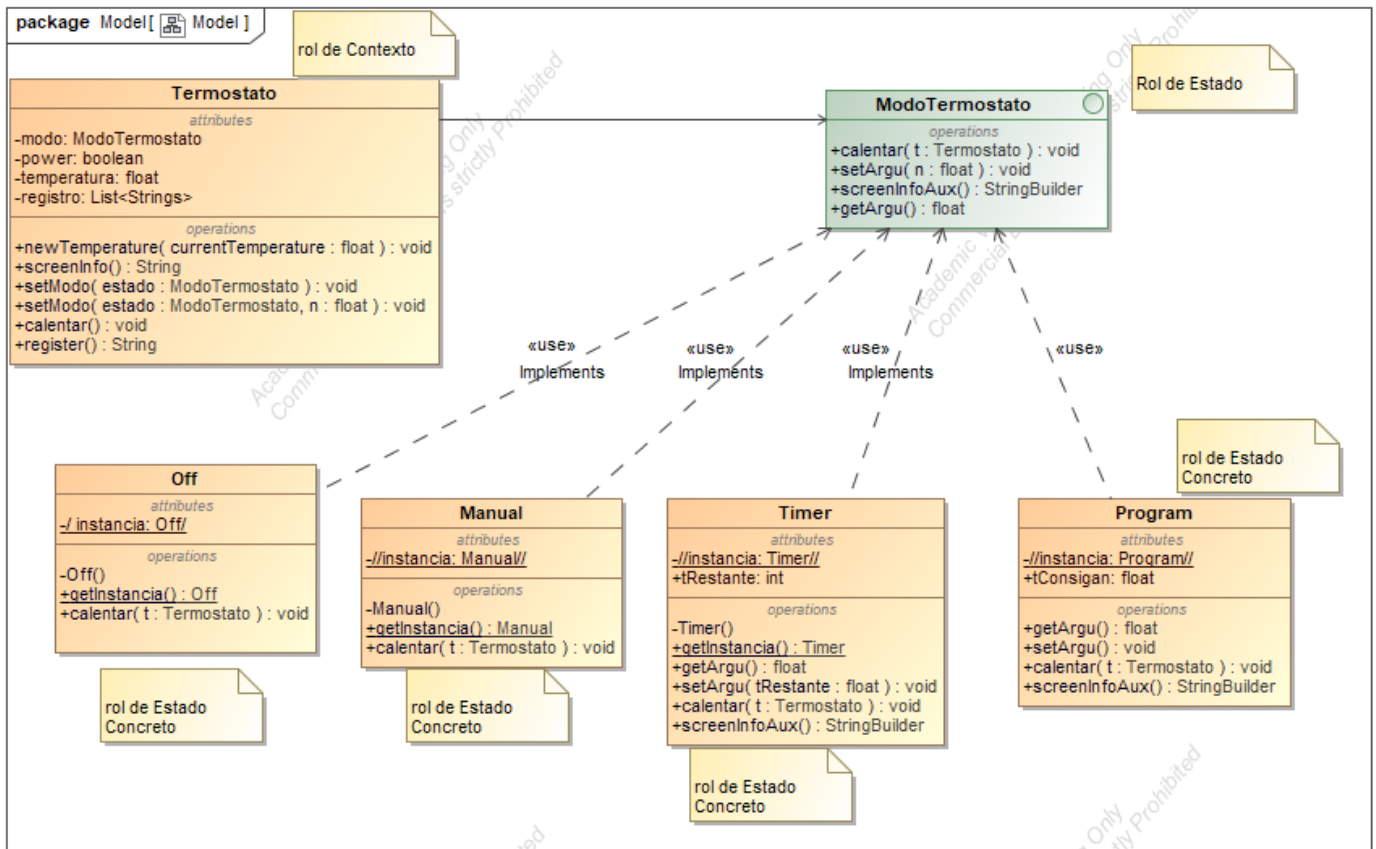 package Model[ Model ]
rol de Contexto
Termostato
attributes
-modo: ModoTermostato
-power: boolean
-temperatura: float
-registro: List<Strings>
operations
+newTemperature( currentTemperature : float ) : void
+screenInfo() : String
+setModo( estado : ModoTermostato ) : void
+setModo( estado : ModoTermostato, n : float ) : void
+calentar() : void
+register() : String
ModoTermostato
operations
+calentar( t : Termostato ) : void
+setArgu( n : float ) : void
+screenInfoAux() : StringBuilder
+getArgu() : float
Rol de Estado
«use»
Implements
«use»
Implements
«use»
Implements
«use»
Off
attributes
-/ instancia: Off/
operations
-Off()
+getInstancia() : Off
+calentar( t : Termostato ) : void
rol de Estado
Concreto
Manual
attributes
-//instancia: Manual//
operations
-Manual()
+getInstancia() : Manual
+calentar( t : Termostato ) : void
rol de Estado
Concreto
Timer
attributes
-//instancia: Timer//
+tRestante: int
operations
-Timer()
+getInstancia() : Timer
+getArgu() : float
+setArgu( tRestante : float ) : void
+calentar( t : Termostato ) : void
+screenInfoAux() : StringBuilder
rol de Estado
Concreto
rol de Estado
Concreto
Program
attributes
-//instancia: Program//
+tConsigan: float
operations
+getArgu() : float
+setArgu() : void
+calentar( t : Termostato ) : void
+screenInfoAux() : StringBuilder